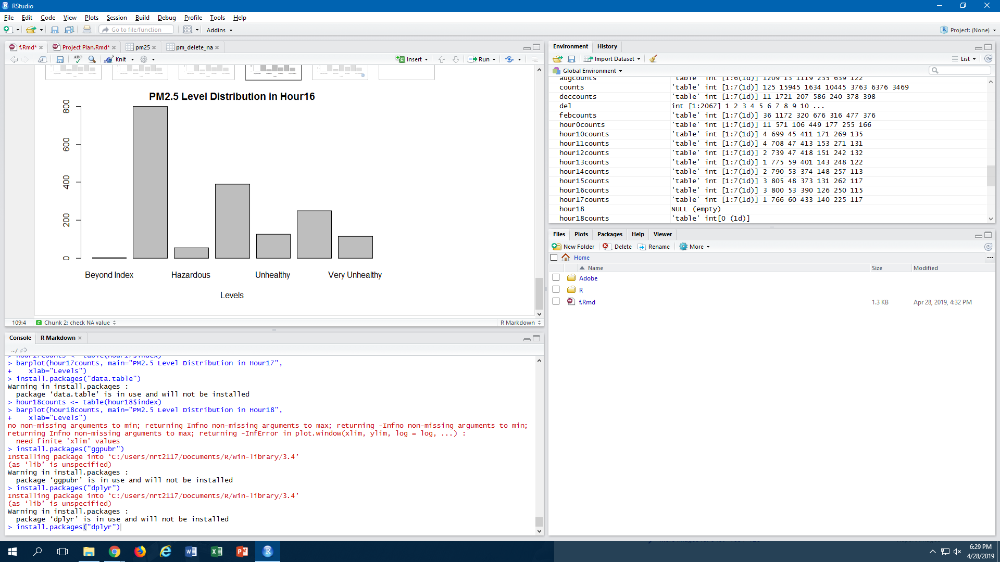 RStudio
File Edit Code View Plots Session Build Debug Profile Tools Help
Go to file/function Addins Project: (None)
f.Rmd* Project Plan.Rmd* pm25 pm_delete_na
ABC Knit Insert Run
PM2.5 Level Distribution in Hour16
800
600
400
200
0
Beyond Index Hazardous Unhealthy Very Unhealthy
Levels
109:4 Chunk 2: check NA value R Markdown
Console R Markdown
~/
> hour17counts <- table(hour17$index)
> barplot(hour17counts, main="PM2.5 Level Distribution in Hour17",
+ xlab="Levels")
> install.packages("data.table")
Warning in install.packages :
package ‘data.table’ is in use and will not be installed
> hour18counts <- table(hour18$index)
> barplot(hour18counts, main="PM2.5 Level Distribution in Hour18",
+ xlab="Levels")
no non-missing arguments to min; returning Infno non-missing arguments to max; returning -Infno non-missing arguments to min;
returning Infno non-missing arguments to max; returning -InfError in plot.window(xlim, ylim, log = log, ...) :
need finite 'xlim' values
> install.packages("ggpubr")
Installing package into ‘C:/Users/nrt2117/Documents/R/win-library/3.4’
(as ‘lib’ is unspecified)
Warning in install.packages :
package ‘ggpubr’ is in use and will not be installed
> install.packages("dplyr")
Installing package into ‘C:/Users/nrt2117/Documents/R/win-library/3.4’
(as ‘lib’ is unspecified)
Warning in install.packages :
package ‘dplyr’ is in use and will not be installed
> install.packages("dplyr")
Environment History
Import Dataset List
Global Environment
augcounts 'table' int [1:6(1d)] 1209 13 1119 235 639 122
counts 'table' int [1:7(1d)] 125 15945 1634 10445 3763 6376 3469
deccounts 'table' int [1:7(1d)] 11 1721 207 586 240 378 398
del int [1:2067] 1 2 3 4 5 6 7 8 9 10 ...
febcounts 'table' int [1:7(1d)] 36 1172 320 676 316 477 376
hour0counts 'table' int [1:7(1d)] 11 571 106 449 177 255 166
hour10counts 'table' int [1:7(1d)] 4 699 45 411 171 269 135
hour11counts 'table' int [1:7(1d)] 4 708 47 413 153 271 131
hour12counts 'table' int [1:7(1d)] 2 739 47 418 151 242 132
hour13counts 'table' int [1:7(1d)] 1 775 59 401 143 248 122
hour14counts 'table' int [1:7(1d)] 2 790 53 374 148 257 113
hour15counts 'table' int [1:7(1d)] 3 805 48 373 131 262 117
hour16counts 'table' int [1:7(1d)] 3 800 53 390 126 250 115
hour17counts 'table' int [1:7(1d)] 1 766 60 433 140 225 117
hour18 NULL (empty)
hour18counts 'table' int[0 (1d)]
Files Plots Packages Help Viewer
New Folder Delete Rename More
Home ...
Name Size Modified
Adobe
R
f.Rmd 1.3 KB Apr 28, 2019, 4:32 PM
6:29 PM
4/28/2019